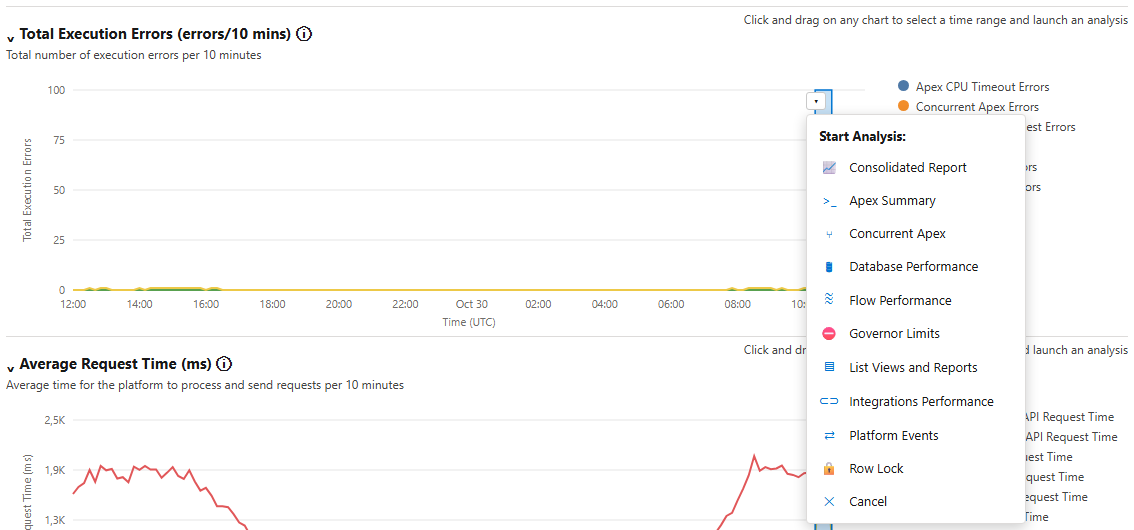 Click and drag on any chart to select a time range and launch an analysis
Total Execution Errors (errors/10 mins)
Total number of execution errors per 10 minutes
100
75
50
25
0
Total Execution Errors
12:00 14:00 16:00 18:00 20:00 22:00 Oct 30 02:00 04:00 06:00 08:00 10:
Time (UTC)
Apex CPU Timeout Errors
Concurrent Apex Errors
est Errors
rs
ors
Start Analysis:
Consolidated Report
Apex Summary
Concurrent Apex
Database Performance
Flow Performance
Governor Limits
List Views and Reports
Integrations Performance
Platform Events
Row Lock
Cancel
Click and dr d launch an analysis
Average Request Time (ms)
Average time for the platform to process and send requests per 10 minutes
2,5K
1,9K
1,3K
quest Time (ms)
API Request Time
API Request Time
uest Time
quest Time
equest Time
Time